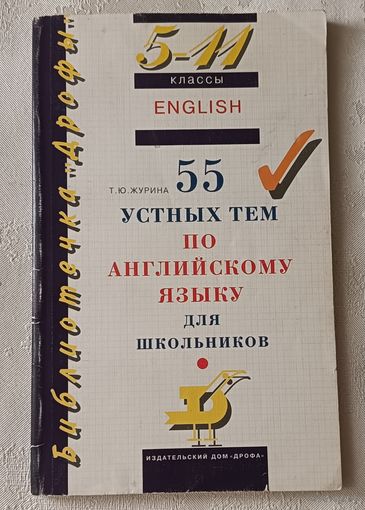 Библиотечка «Дрофы»
5-11
классы
ENGLISH
Т.Ю.ЖУРИНА 55
УСТНЫХ ТЕМ
ПО
АНГЛИЙСКОМУ
ЯЗЫКУ
ДЛЯ
ШКОЛЬНИКОВ
ИЗДАТЕЛЬСКИЙ ДОМ «ДРОФА»